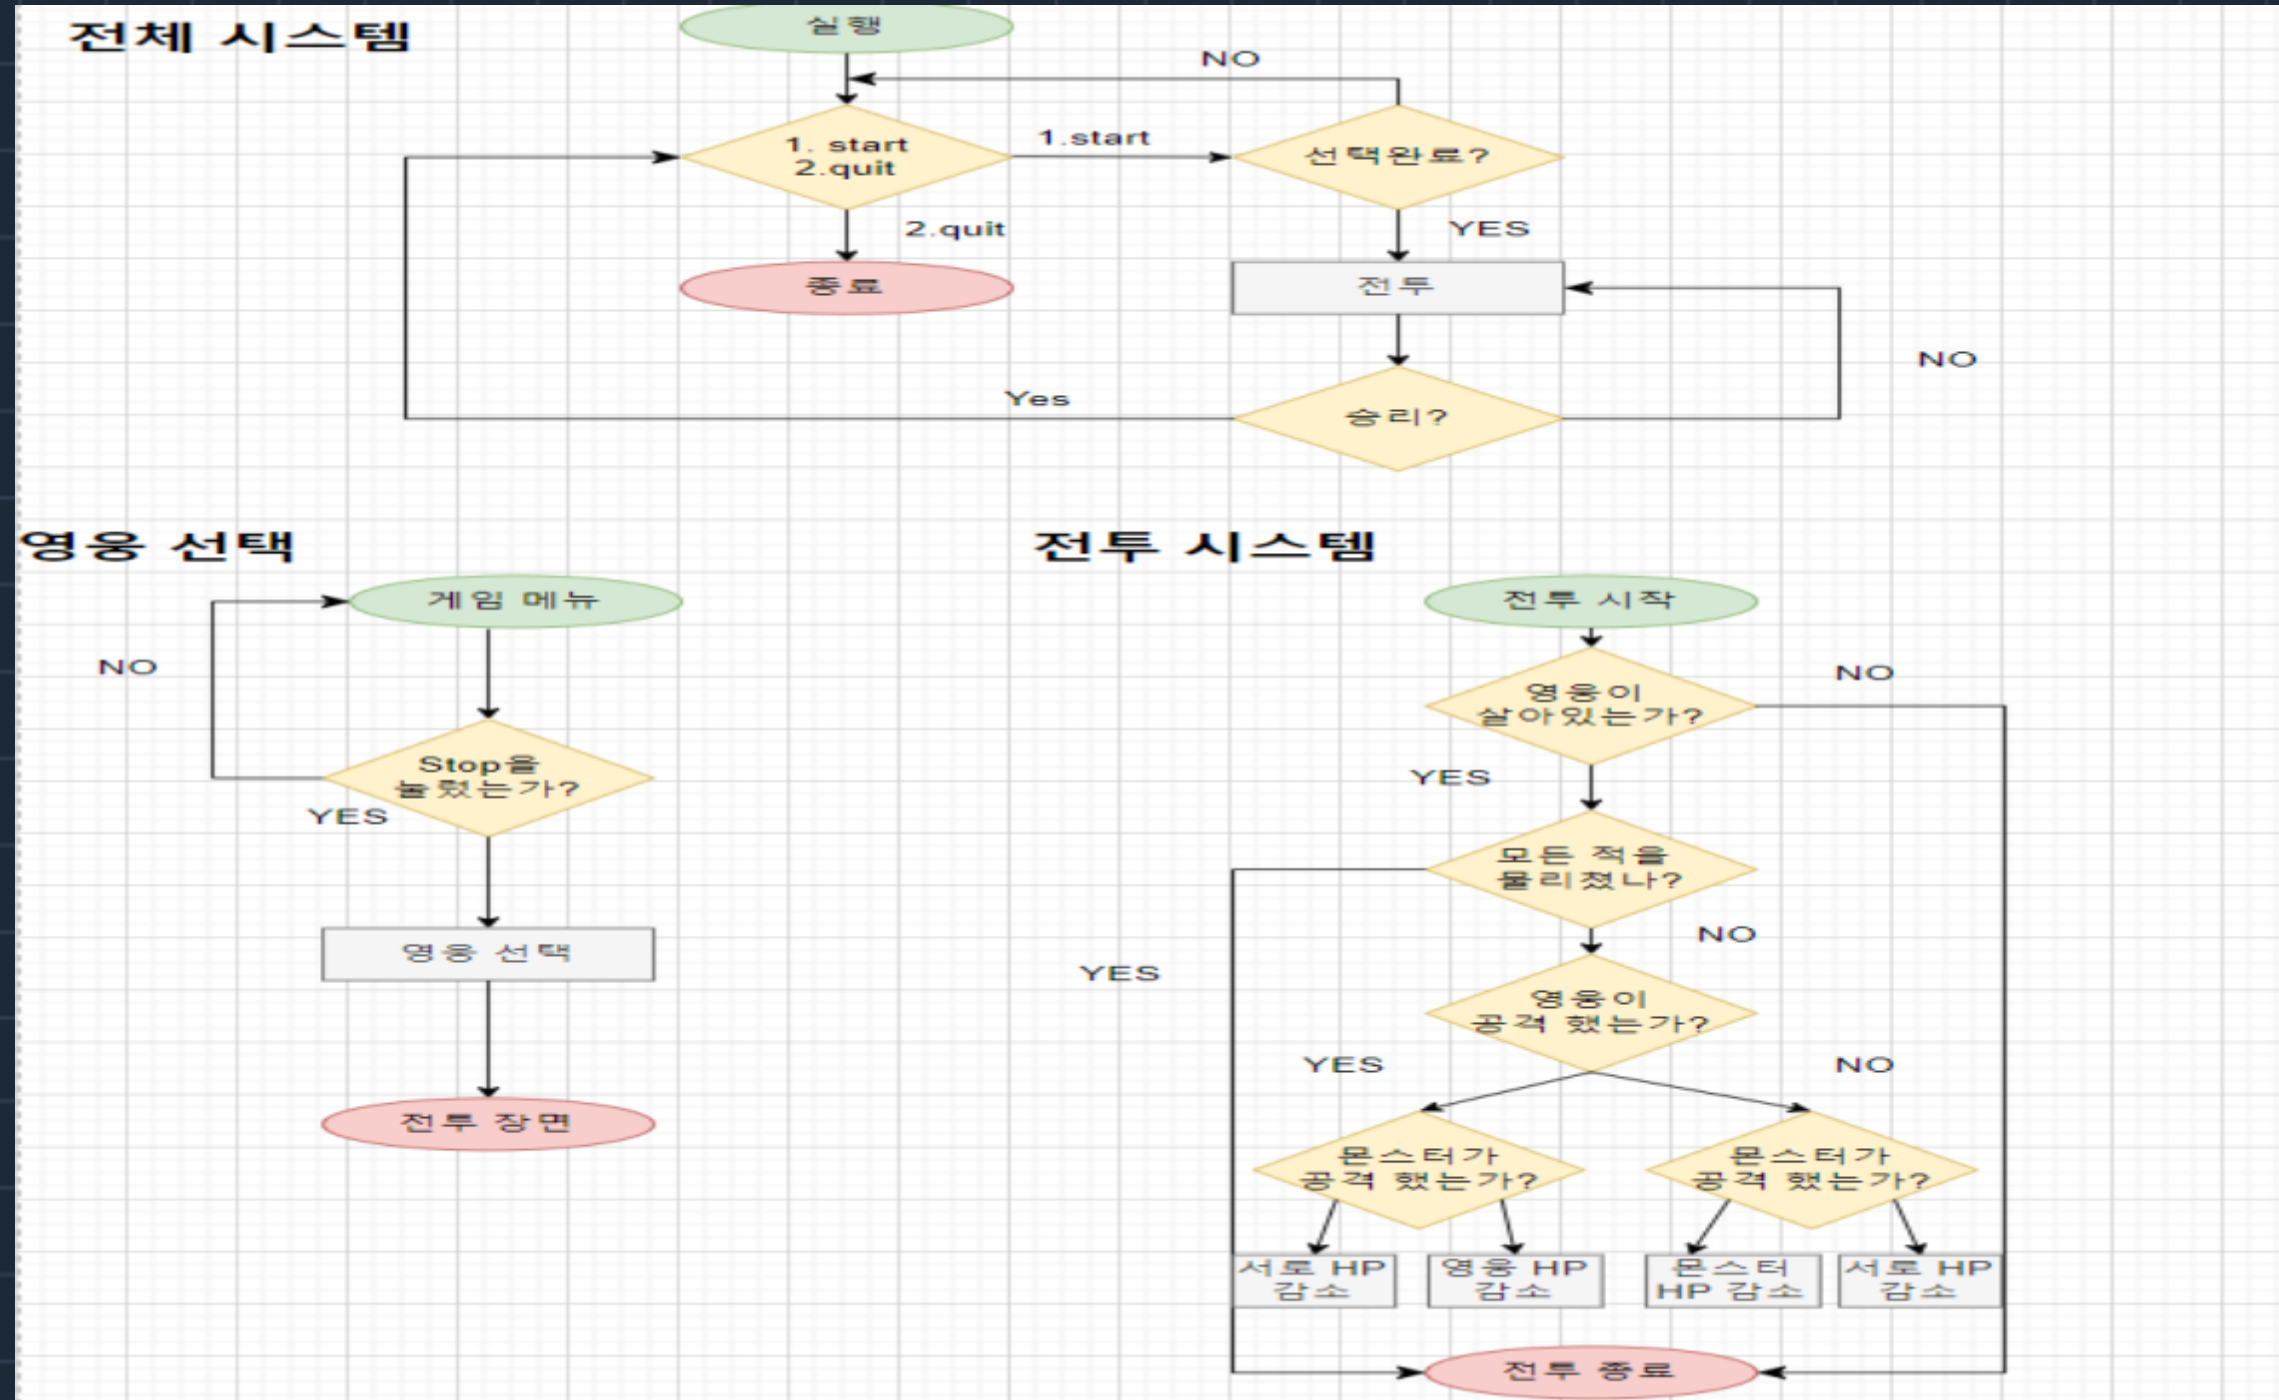 전체 시스템
실행
NO
1. start
2.quit
1.start
선택완료?
2.quit
YES
종료
전투
NO
Yes
승리?
영웅 선택
게임 메뉴
NO
Stop을
눌렀는가?
YES
영웅 선택
전투 장면
전투 시스템
전투 시작
영웅이
살아있는가?
NO
YES
모든 적을
물리쳤나?
NO
YES
영웅이
공격 했는가?
YES
NO
몬스터가
공격 했는가?
몬스터가
공격 했는가?
서로 HP
감소
영웅 HP
감소
몬스터
HP 감소
서로 HP
감소
전투 종료